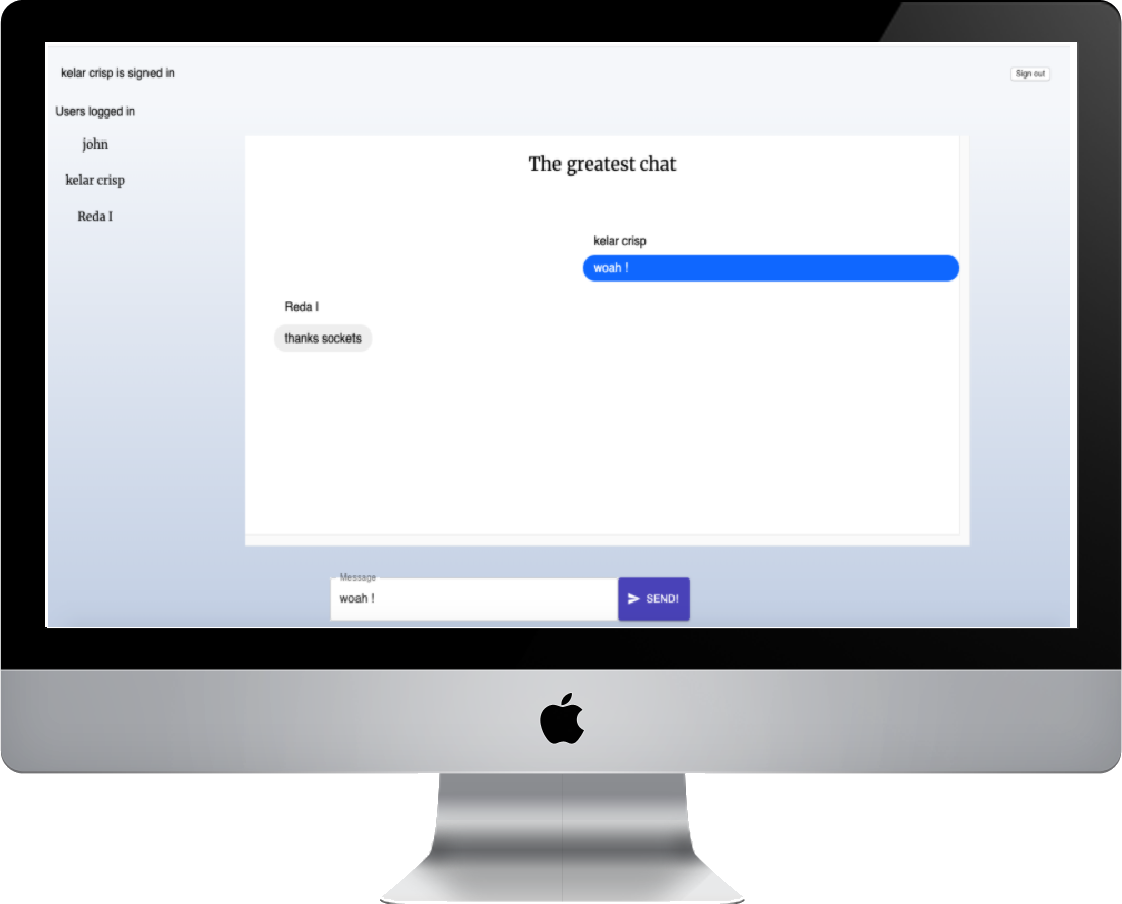 kelar crisp is signed in
Sign out
Users logged in
john
kelar crisp
Reda I
The greatest chat
kelar crisp
woah !
Reda I
thanks sockets
Message
woah !
SEND!